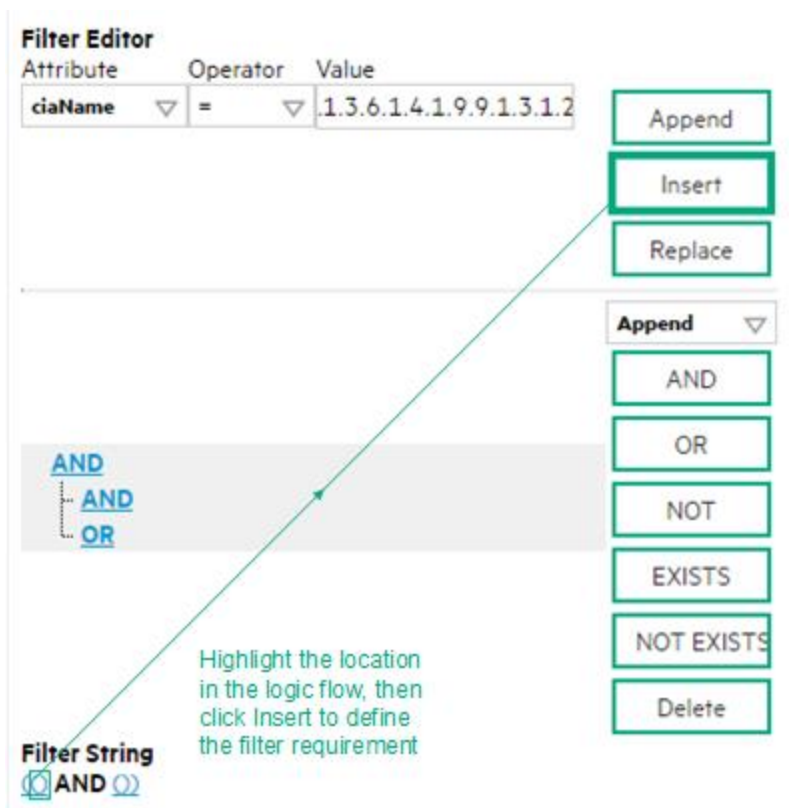 Filter Editor
Attribute Operator Value
ciaName = .1.3.6.1.4.1.9.9.1.3.1.2
Append
Insert
Replace
Append
AND
OR
NOT
EXISTS
NOT EXISTS
Delete
AND
AND
OR
Highlight the location
in the logic flow, then
click Insert to define
the filter requirement
Filter String
(() AND ())